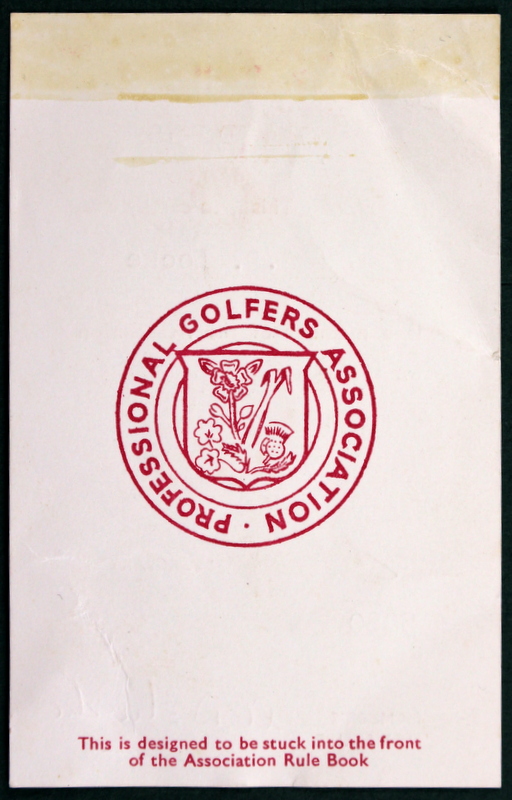 PROFESSIONAL GOLFERS ASSOCIATION ·
This is designed to be stuck into the front
of the Association Rule Book